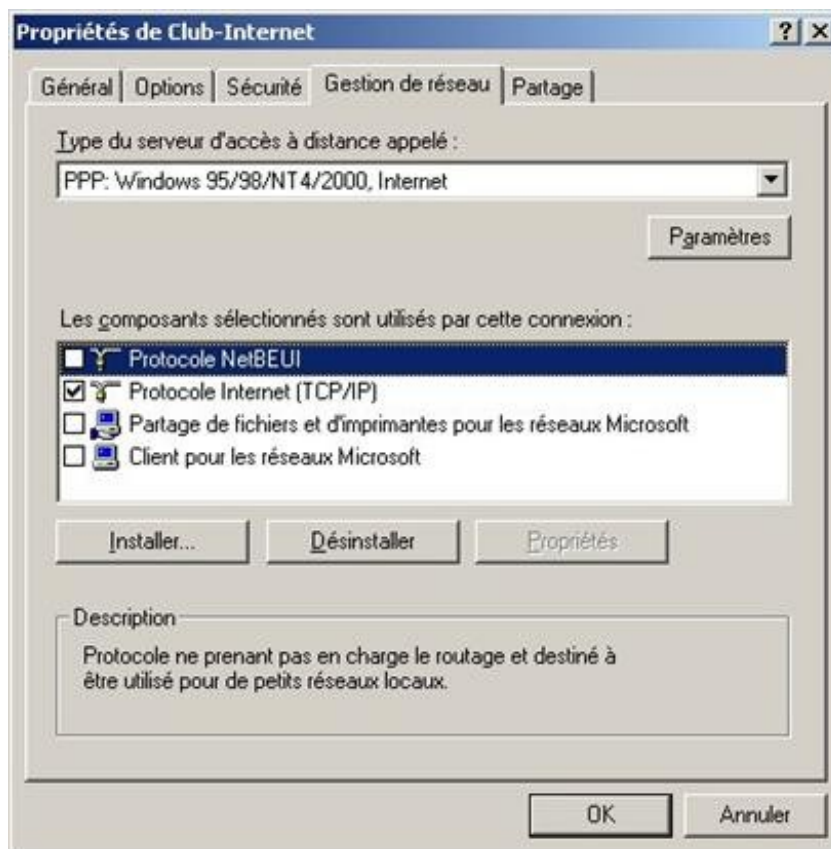 Propriétés de Club-Internet
Général Options Sécurité Gestion de réseau Partage
Type du serveur d'accès à distance appelé :
PPP: Windows 95/98/NT4/2000, Internet
Paramètres
Les composants sélectionnés sont utilisés par cette connexion :
Protocole NetBEUI
Protocole Internet (TCP/IP)
Partage de fichiers et d'imprimantes pour les réseaux Microsoft
Client pour les réseaux Microsoft
Installer... Désinstaller Propriétés
Description
Protocole ne prenant pas en charge le routage et destiné à
être utilisé pour de petits réseaux locaux.
OK Annuler